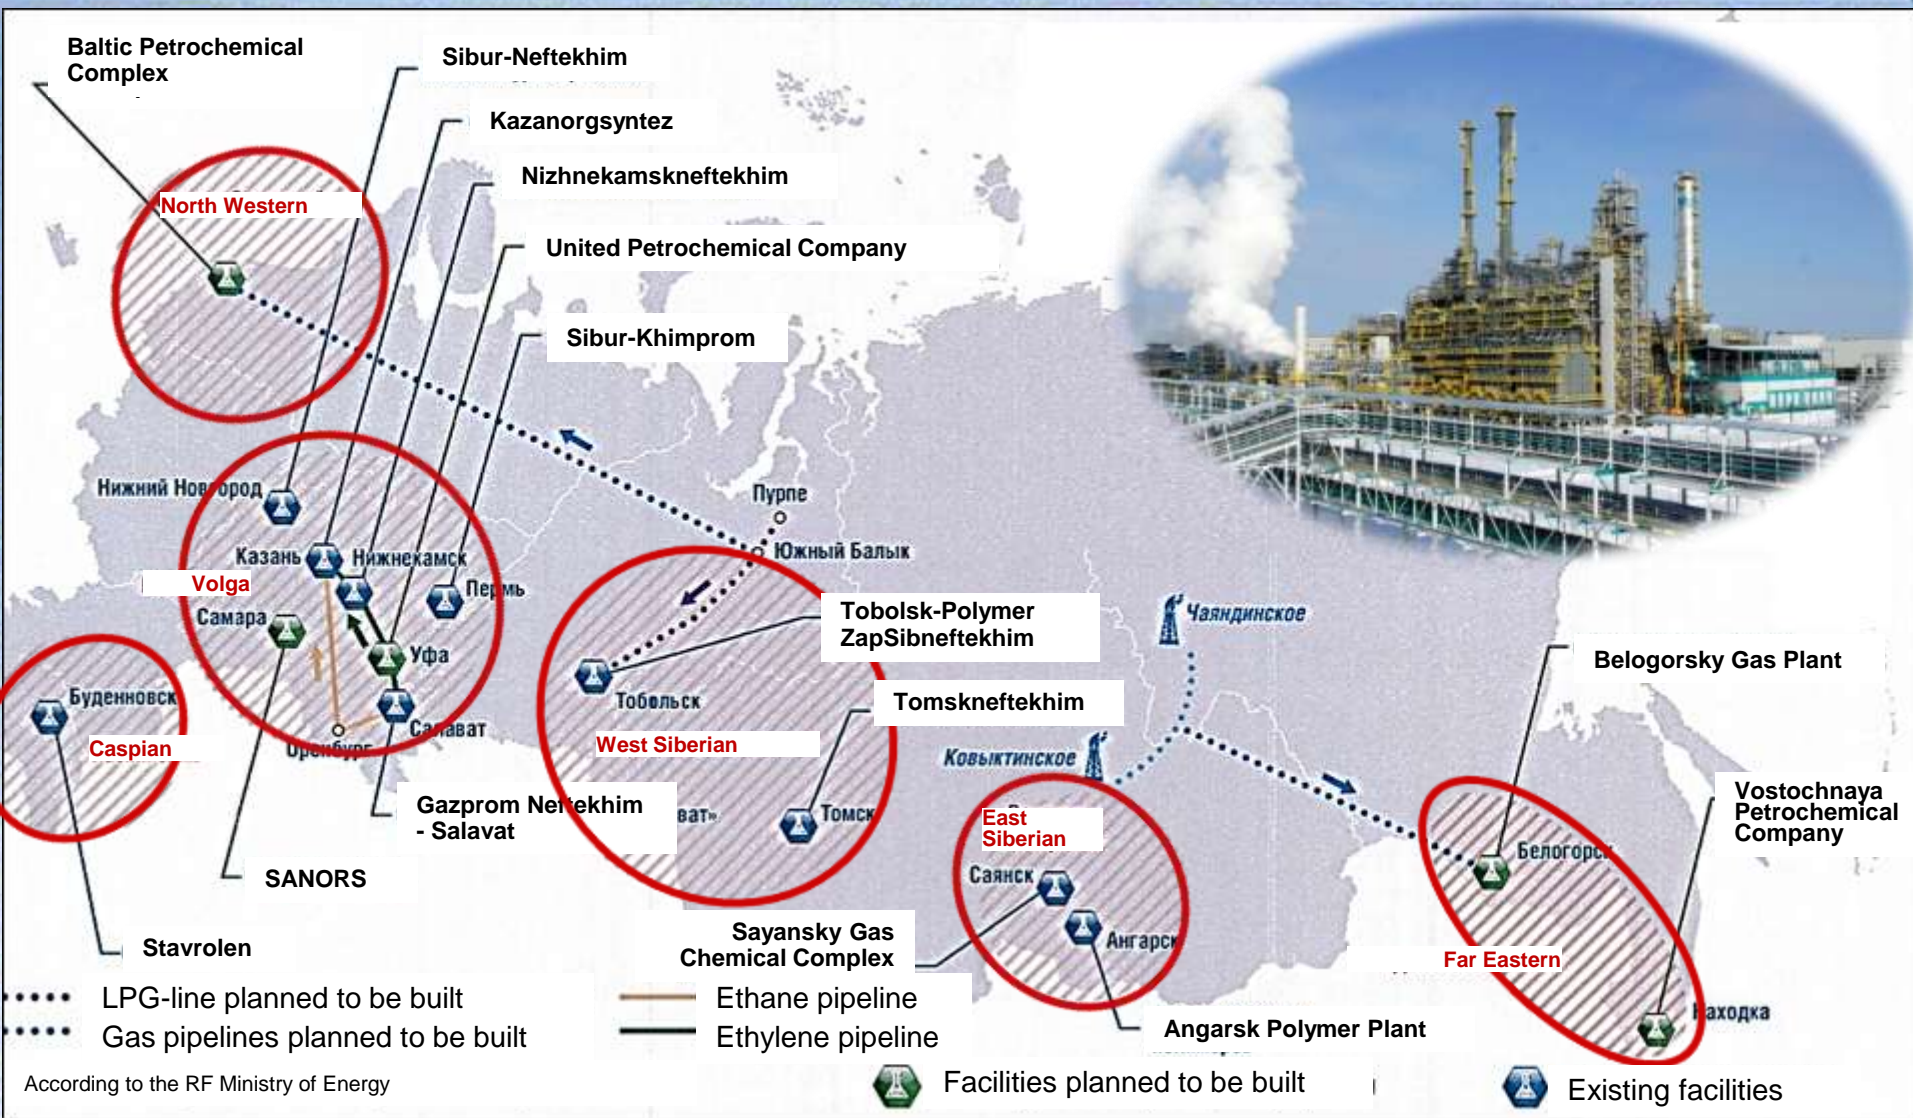 Baltic Petrochemical
Complex
Sibur-Neftekhim
Kazanorgsyntez
Nizhnekamskneftekhim
North Western
United Petrochemical Company
Sibur-Khimprom
Нижний Новгород
Пурпе
Казань
Нижнекамск
Южный Балык
Volga
Пермь
Самара
Уфа
Tobolsk-Polymer
ZapSibneftekhim
Чаяндинское
Belogorsky Gas Plant
Буденновск
Тобольск
Tomskneftekhim
Салават
Оренбург
Caspian
West Siberian
Ковыктинское
Gazprom Neftekhim
- Salavat
ват»
Томск
East
Siberian
Vostochnaya
Petrochemical
Company
Белогорск
SANORS
Саянск
Stavrolen
Sayansky Gas
Chemical Complex
Ангарск
Far Eastern
Находка
LPG-line planned to be built
Gas pipelines planned to be built
Ethane pipeline
Ethylene pipeline
Angarsk Polymer Plant
According to the RF Ministry of Energy
Facilities planned to be built
Existing facilities